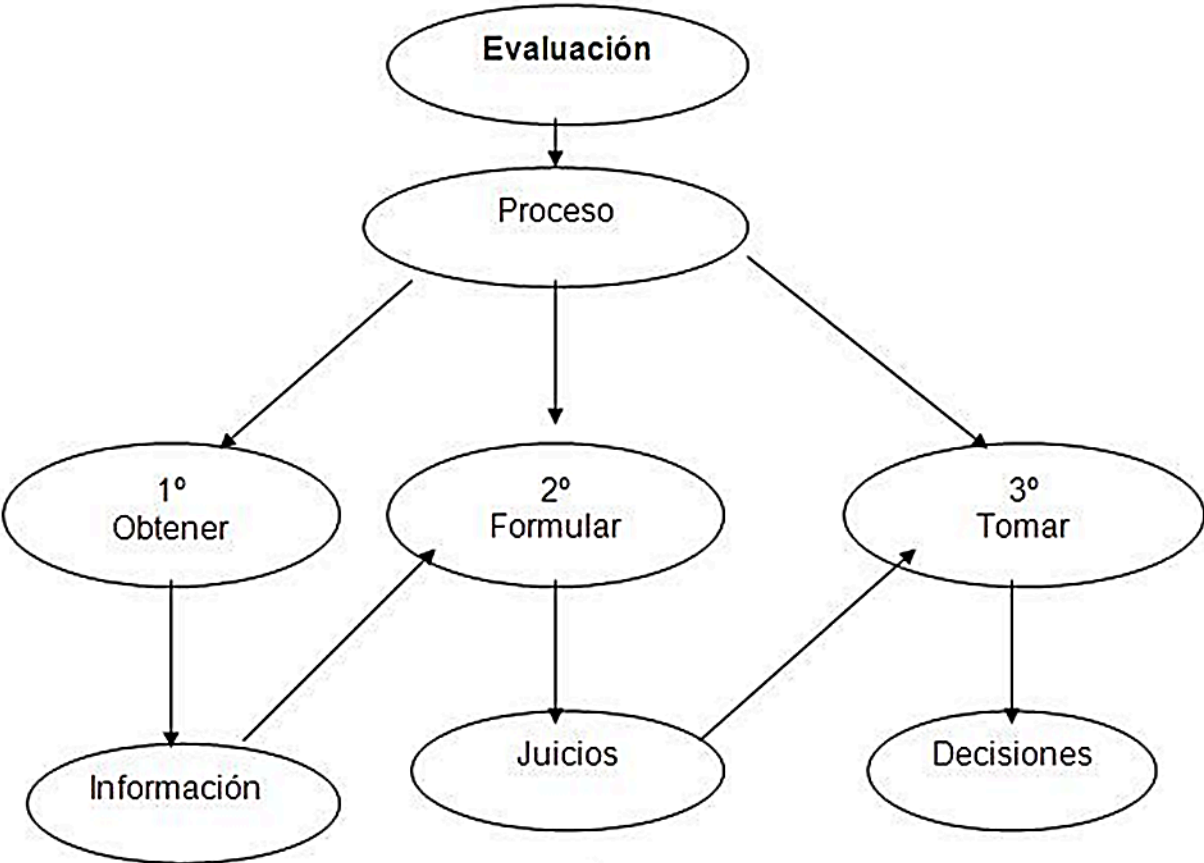 Evaluación
Proceso
1º
Obtener
2º
Formular
3º
Tomar
Información
Juicios
Decisiones